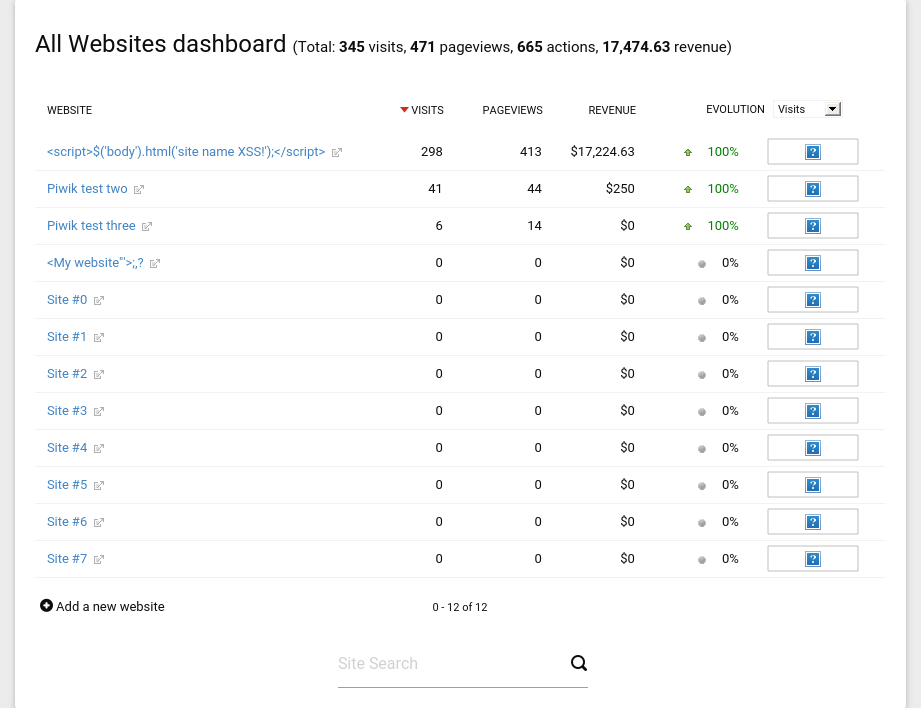 All Websites dashboard (Total: 345 visits, 471 pageviews, 665 actions, 17,474.63 revenue)
WEBSITE VISITS PAGEVIEWS REVENUE EVOLUTION Visits
<script>$('body').html('site name XSS!');</script> 298 413 $17,224.63 100% ?
Piwik test two 41 44 $250 100% ?
Piwik test three 6 14 $0 100% ?
<My website"'>;,? 0 0 $0 0% ?
Site #0 0 0 $0 0% ?
Site #1 0 0 $0 0% ?
Site #2 0 0 $0 0% ?
Site #3 0 0 $0 0% ?
Site #4 0 0 $0 0% ?
Site #5 0 0 $0 0% ?
Site #6 0 0 $0 0% ?
Site #7 0 0 $0 0% ?
Add a new website 0 - 12 of 12
Site Search